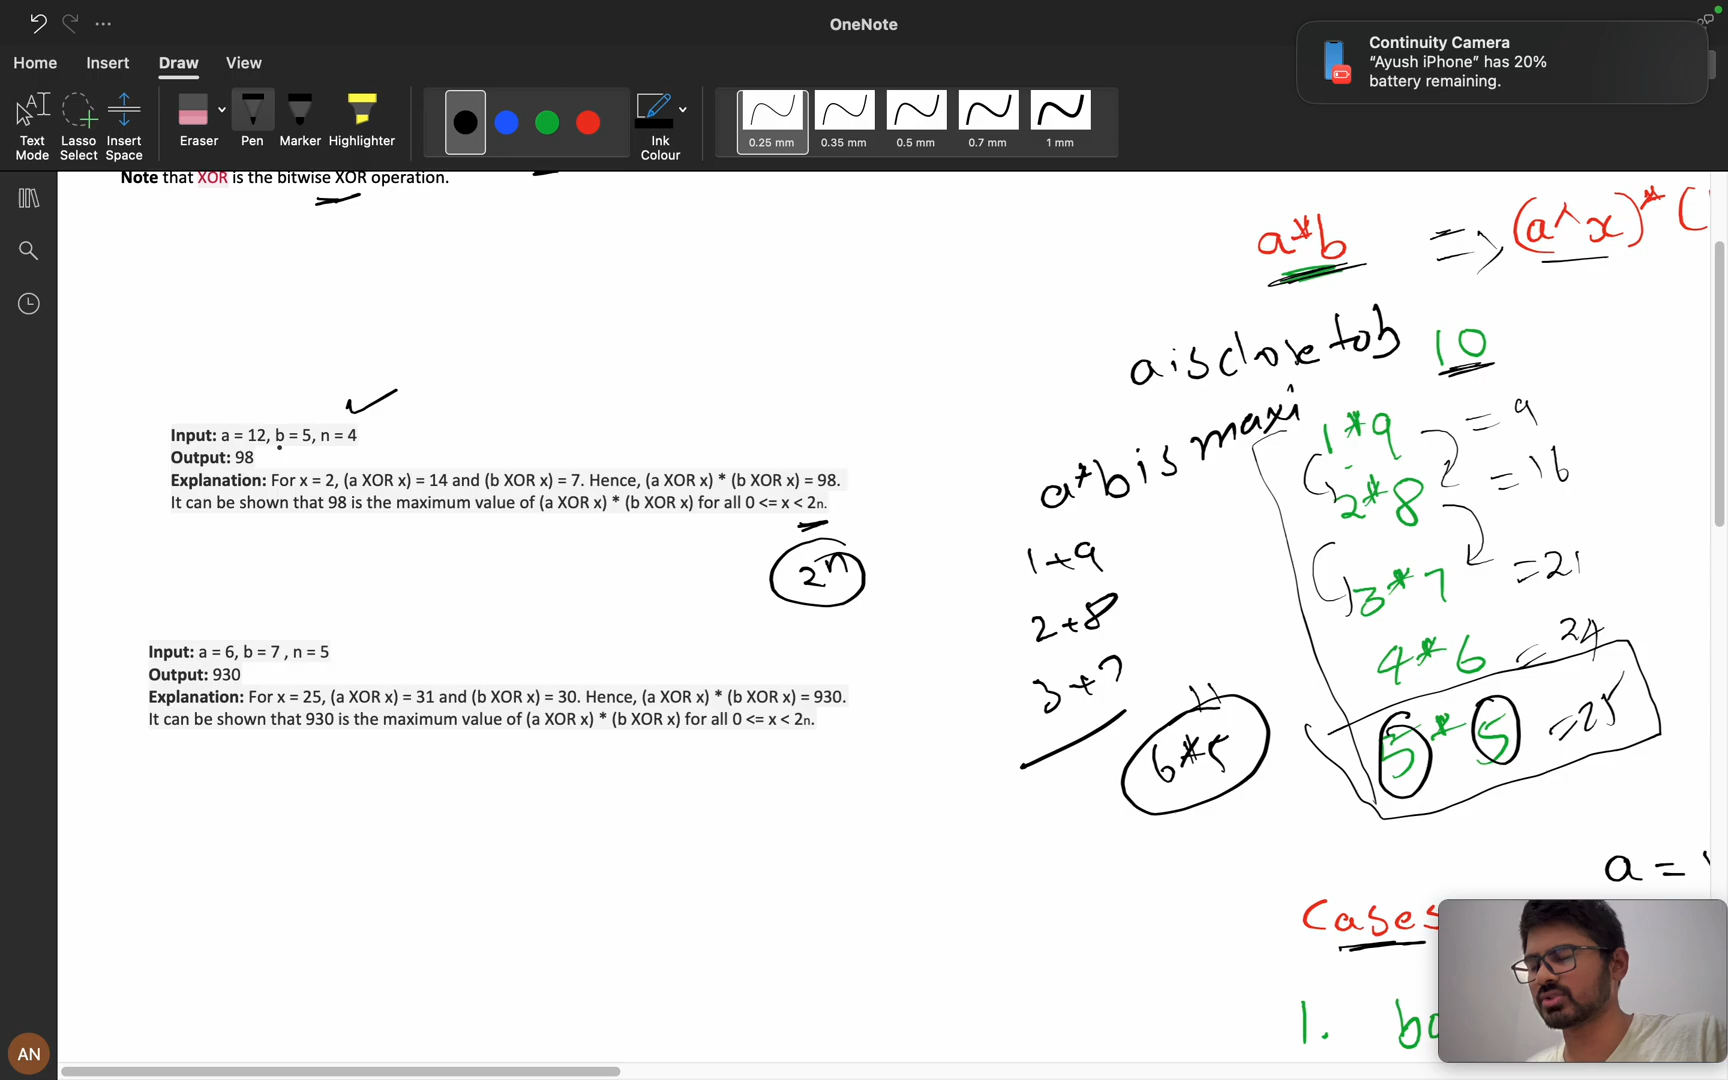 OneNote
Continuity Camera
“Ayush iPhone” has 20%
battery remaining.
Home Insert Draw View
Text Mode
Lasso Select
Insert Space
Eraser
Pen
Marker
Highlighter
Ink Colour
0.25 mm
0.35 mm
0.5 mm
0.7 mm
1 mm
Note that XOR is the bitwise XOR operation.
a*b => (a^x)* (
a is close to b 10
a*b is maxi
1*9 = 9
2*8 = 16
3*7 = 21
4*6 = 24
5*5 = 25
1+9
2+8
3+7
11
6*5
Input: a = 12, b = 5, n = 4
Output: 98
Explanation: For x = 2, (a XOR x) = 14 and (b XOR x) = 7. Hence, (a XOR x) * (b XOR x) = 98.
It can be shown that 98 is the maximum value of (a XOR x) * (b XOR x) for all 0 <= x < 2n.
2^n
Input: a = 6, b = 7 , n = 5
Output: 930
Explanation: For x = 25, (a XOR x) = 31 and (b XOR x) = 30. Hence, (a XOR x) * (b XOR x) = 930.
It can be shown that 930 is the maximum value of (a XOR x) * (b XOR x) for all 0 <= x < 2n.
a =
Cases
1.
AN